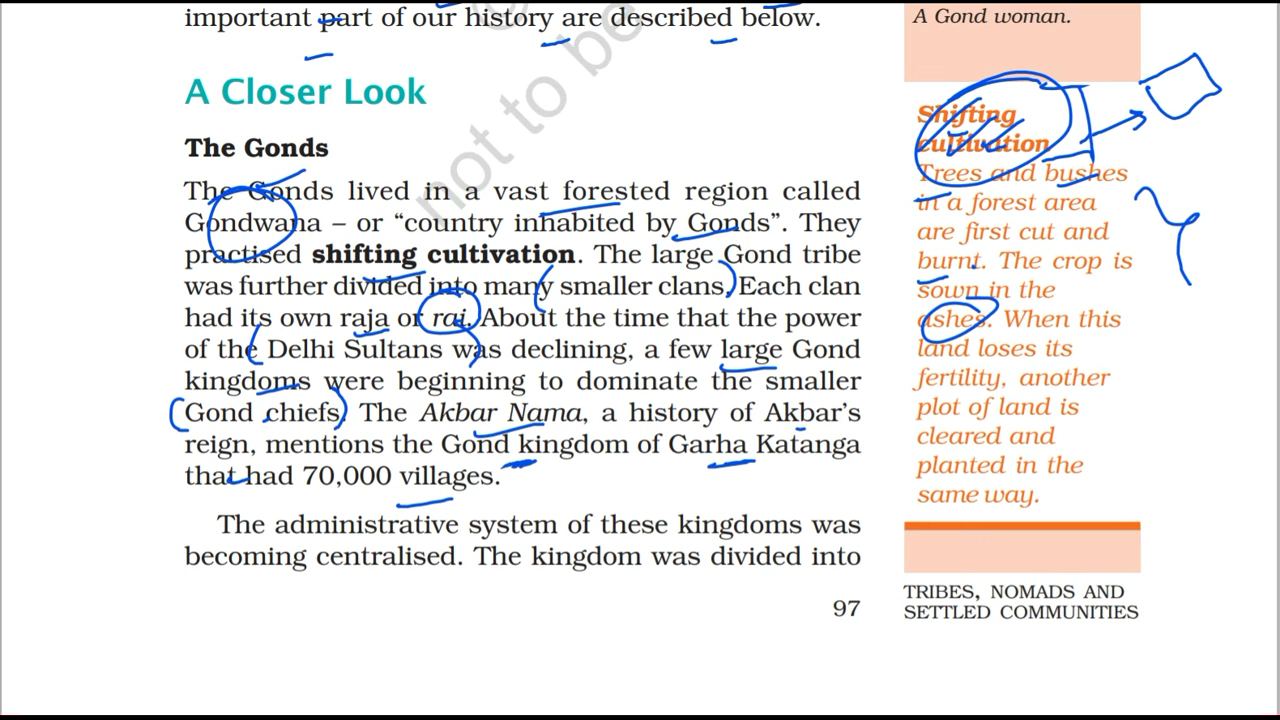 important part of our history are described below.
A Closer Look
The Gonds
The Gonds lived in a vast forested region called
Gondwana – or “country inhabited by Gonds”. They
practised shifting cultivation. The large Gond tribe
was further divided into many smaller clans. Each clan
had its own raja or rai. About the time that the power
of the Delhi Sultans was declining, a few large Gond
kingdoms were beginning to dominate the smaller
Gond chiefs. The Akbar Nama, a history of Akbar’s
reign, mentions the Gond kingdom of Garha Katanga
that had 70,000 villages.
The administrative system of these kingdoms was
becoming centralised. The kingdom was divided into
97
not to be
A Gond woman.
Shifting
cultivation
Trees and bushes
in a forest area
are first cut and
burnt. The crop is
sown in the
ashes. When this
land loses its
fertility, another
plot of land is
cleared and
planted in the
same way.
TRIBES, NOMADS AND
SETTLED COMMUNITIES